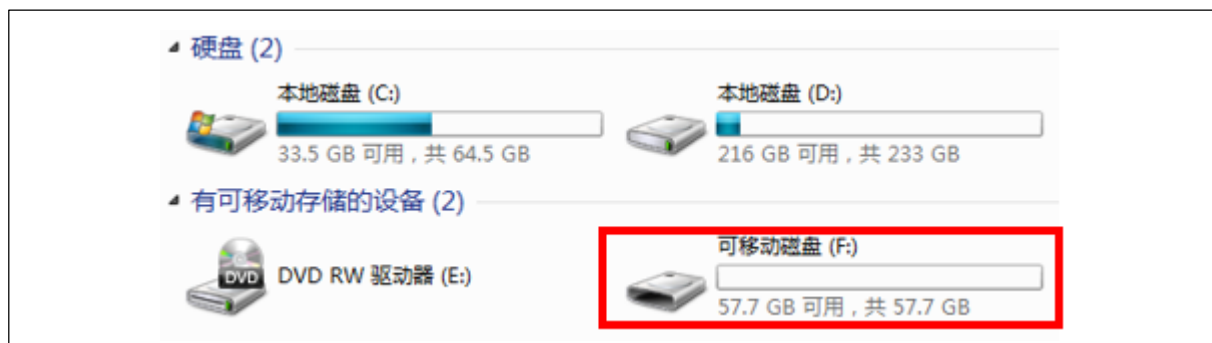 硬盘 (2)
本地磁盘 (C:)
33.5 GB 可用，共 64.5 GB
本地磁盘 (D:)
216 GB 可用，共 233 GB
有可移动存储的设备 (2)
DVD
DVD RW 驱动器 (E:)
可移动磁盘 (F:)
57.7 GB 可用，共 57.7 GB